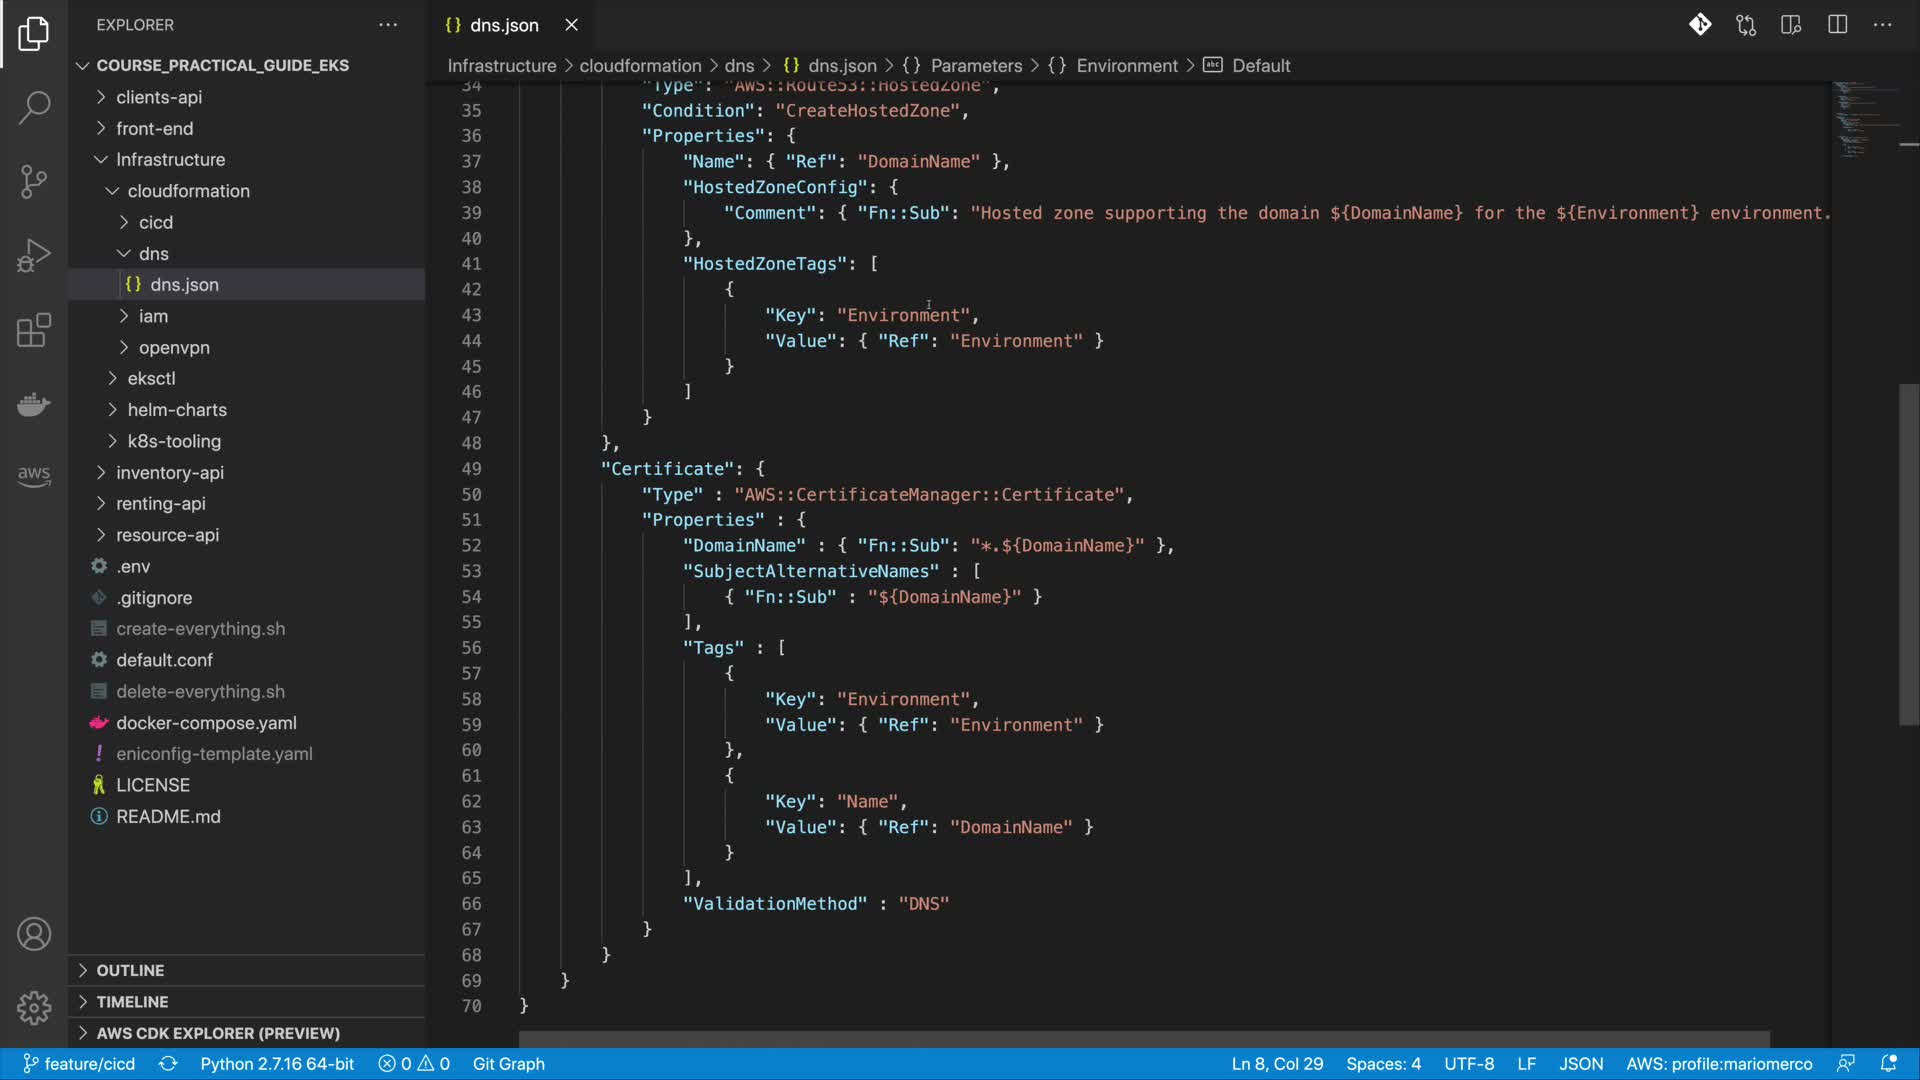 EXPLORER
dns.json
COURSE_PRACTICAL_GUIDE_EKS
clients-api
front-end
Infrastructure
cloudformation
cicd
dns
{} dns.json
iam
openvpn
eksctl
helm-charts
k8s-tooling
inventory-api
renting-api
resource-api
.env
.gitignore
create-everything.sh
default.conf
delete-everything.sh
docker-compose.yaml
! eniconfig-template.yaml
LICENSE
README.md
OUTLINE
TIMELINE
AWS CDK EXPLORER (PREVIEW)
aws
Infrastructure > cloudformation > dns > {} dns.json > {} Parameters > {} Environment > abc Default
34 "Type": "AWS::Route53::HostedZone",
35 "Condition": "CreateHostedZone",
36 "Properties": {
37 "Name": { "Ref": "DomainName" },
38 "HostedZoneConfig": {
39 "Comment": { "Fn::Sub": "Hosted zone supporting the domain ${DomainName} for the ${Environment} environment.
40 },
41 "HostedZoneTags": [
42 {
43 "Key": "Environment",
44 "Value": { "Ref": "Environment" }
45 }
46 ]
47 }
48 },
49 "Certificate": {
50 "Type" : "AWS::CertificateManager::Certificate",
51 "Properties" : {
52 "DomainName" : { "Fn::Sub": "*.${DomainName}" },
53 "SubjectAlternativeNames" : [
54 { "Fn::Sub" : "${DomainName}" }
55 ],
56 "Tags" : [
57 {
58 "Key": "Environment",
59 "Value": { "Ref": "Environment" }
60 },
61 {
62 "Key": "Name",
63 "Value": { "Ref": "DomainName" }
64 }
65 ],
66 "ValidationMethod" : "DNS"
67 }
68 }
69 }
70 }
feature/cicd Python 2.7.16 64-bit 0 0 Git Graph Ln 8, Col 29 Spaces: 4 UTF-8 LF JSON AWS: profile:mariomerco